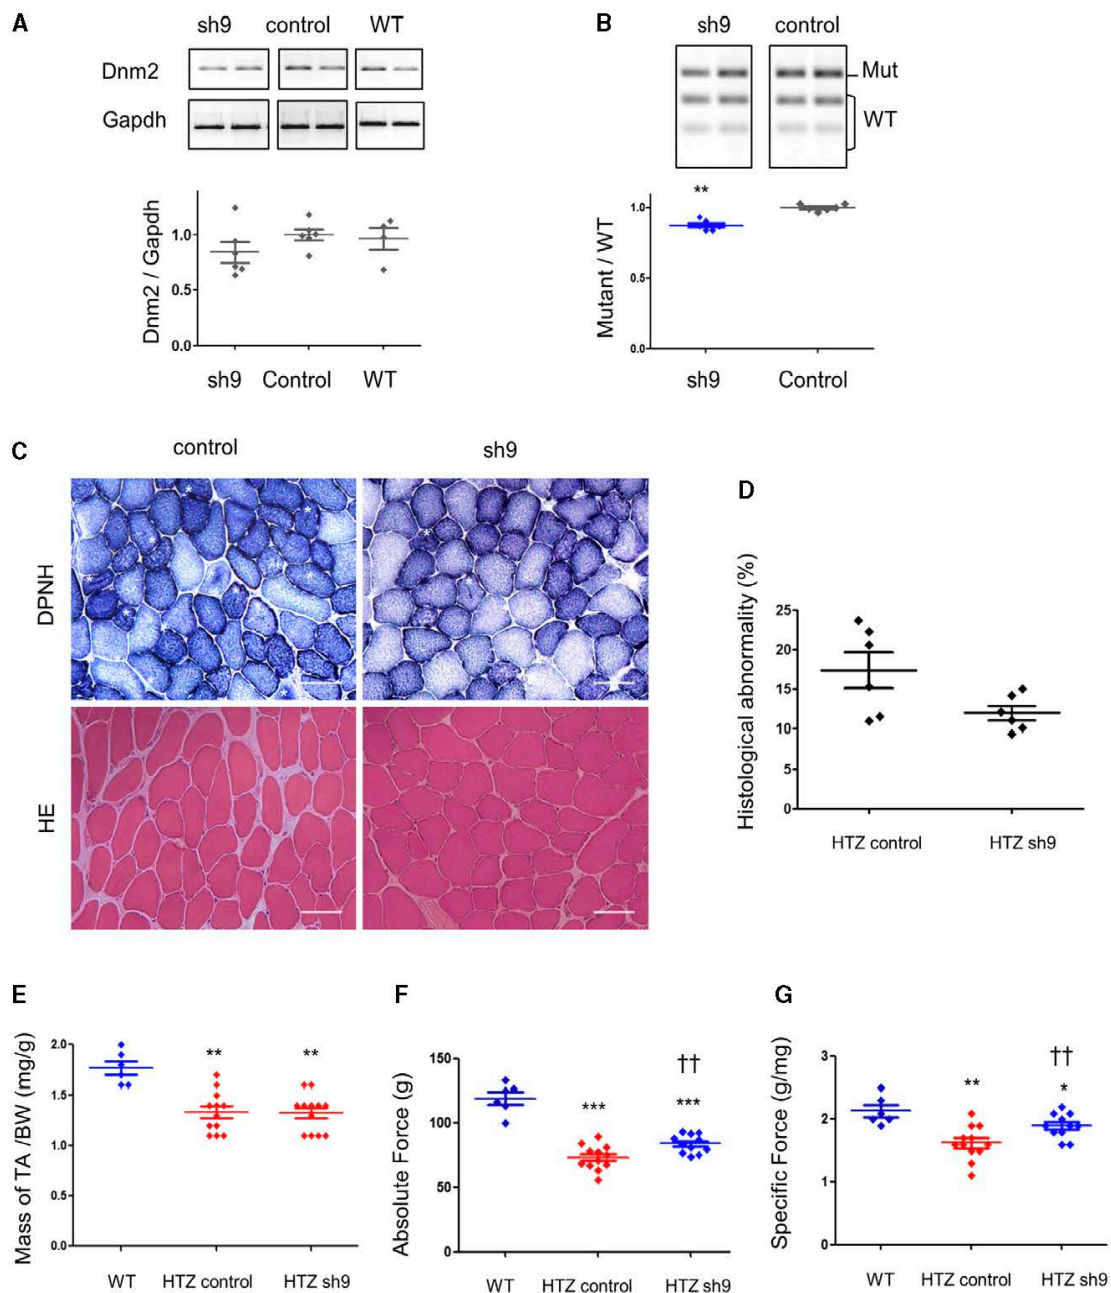 A
sh9 control WT
Dnm2
Gapdh
Dnm2 / Gapdh
1.0
0.5
0.0
sh9 Control WT
B
sh9 control
Mut
WT
**
Mutant / WT
1.0
0.5
0.0
sh9 Control
C
control sh9
DPNH
* * * * * * * *
* *
HE
D
Histological abnormality (%)
25
20
15
10
5
0
HTZ control HTZ sh9
E
Mass of TA /BW (mg/g)
2.0
1.5
1.0
0.5
0.0
** **
WT HTZ control HTZ sh9
F
Absolute Force (g)
150
100
50
0
††
*** ***
WT HTZ control HTZ sh9
G
Specific Force (g/mg)
3
2
1
0
††
** *
WT HTZ control HTZ sh9